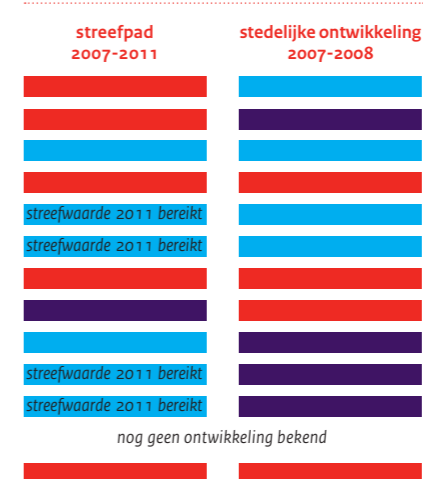 streefpad
2007-2011
stedelijke ontwikkeling
2007-2008
streefwaarde 2011 bereikt
streefwaarde 2011 bereikt
streefwaarde 2011 bereikt
streefwaarde 2011 bereikt
nog geen ontwikkeling bekend